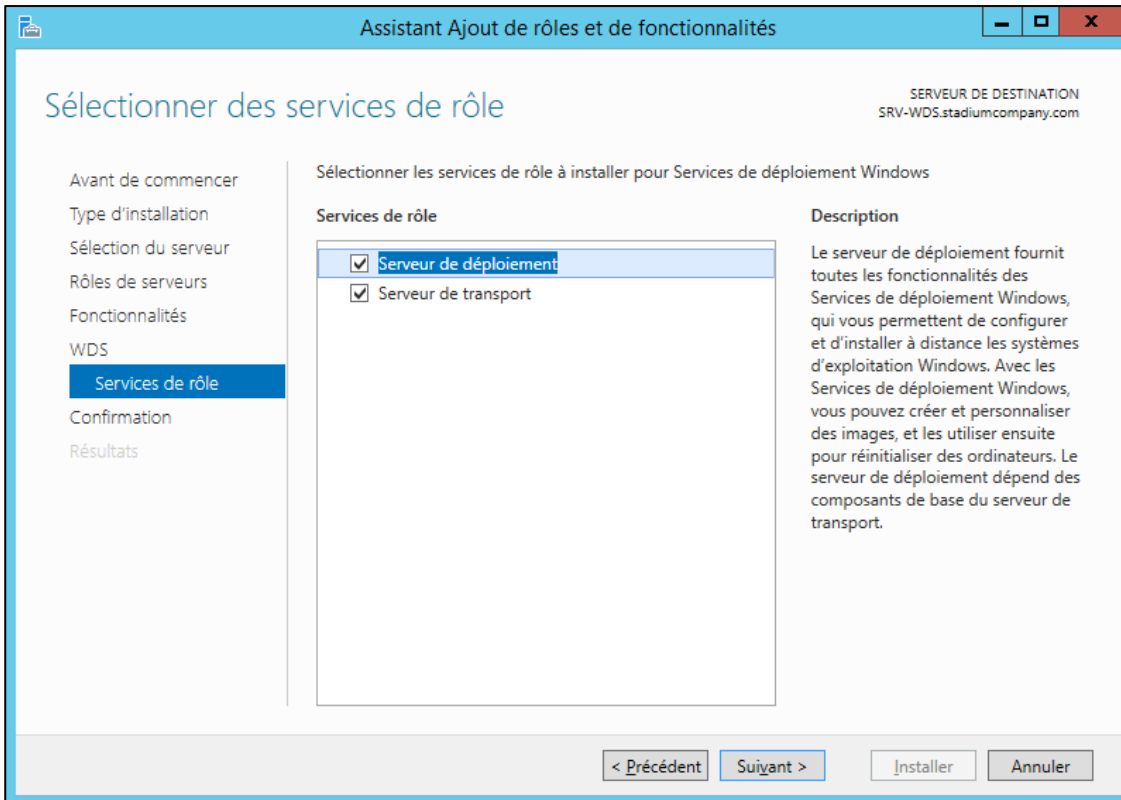 Assistant Ajout de rôles et de fonctionnalités
Sélectionner des services de rôle
SERVEUR DE DESTINATION
SRV-WDS.stadiumcompany.com
Avant de commencer
Type d'installation
Sélection du serveur
Rôles de serveurs
Fonctionnalités
WDS
Services de rôle
Confirmation
Résultats
Sélectionner les services de rôle à installer pour Services de déploiement Windows
Services de rôle
Serveur de déploiement
Serveur de transport
Description
Le serveur de déploiement fournit
toutes les fonctionnalités des
Services de déploiement Windows,
qui vous permettent de configurer
et d'installer à distance les systèmes
d'exploitation Windows. Avec les
Services de déploiement Windows,
vous pouvez créer et personnaliser
des images, et les utiliser ensuite
pour réinitialiser des ordinateurs. Le
serveur de déploiement dépend des
composants de base du serveur de
transport.
< Précédent
Suivant >
Installer
Annuler